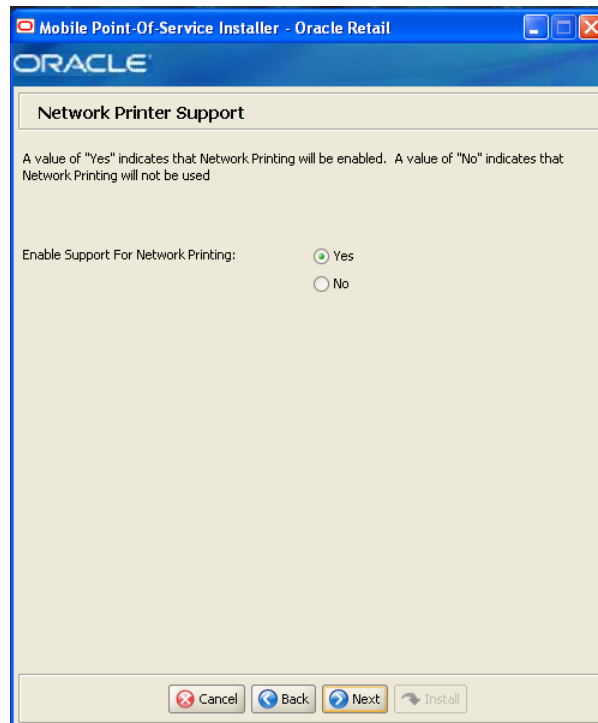 Mobile Point-Of-Service Installer - Oracle Retail
ORACLE
Network Printer Support
A value of "Yes" indicates that Network Printing will be enabled. A value of "No" indicates that
Network Printing will not be used
Enable Support For Network Printing:
Yes
No
Cancel
Back
Next
Install